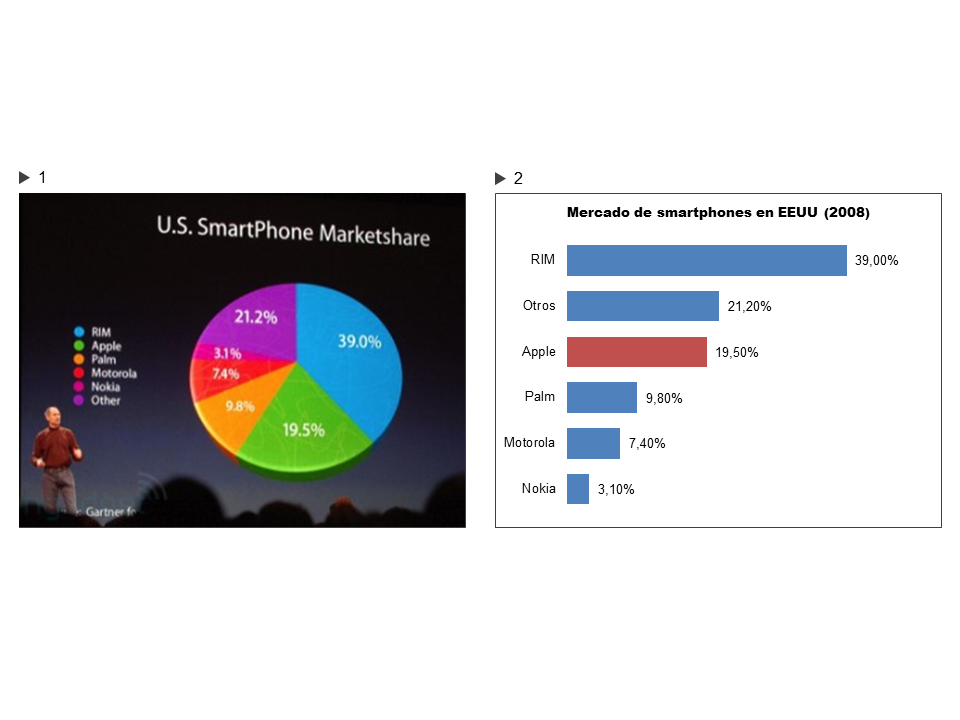 1
U.S. SmartPhone Marketshare
RIM
Apple
Palm
Motorola
Nokia
Other
21.2%
39.0%
3.1%
7.4%
9.8%
19.5%
Gartner
2
Mercado de smartphones en EEUU (2008)
RIM 39,00%
Otros 21,20%
Apple 19,50%
Palm 9,80%
Motorola 7,40%
Nokia 3,10%